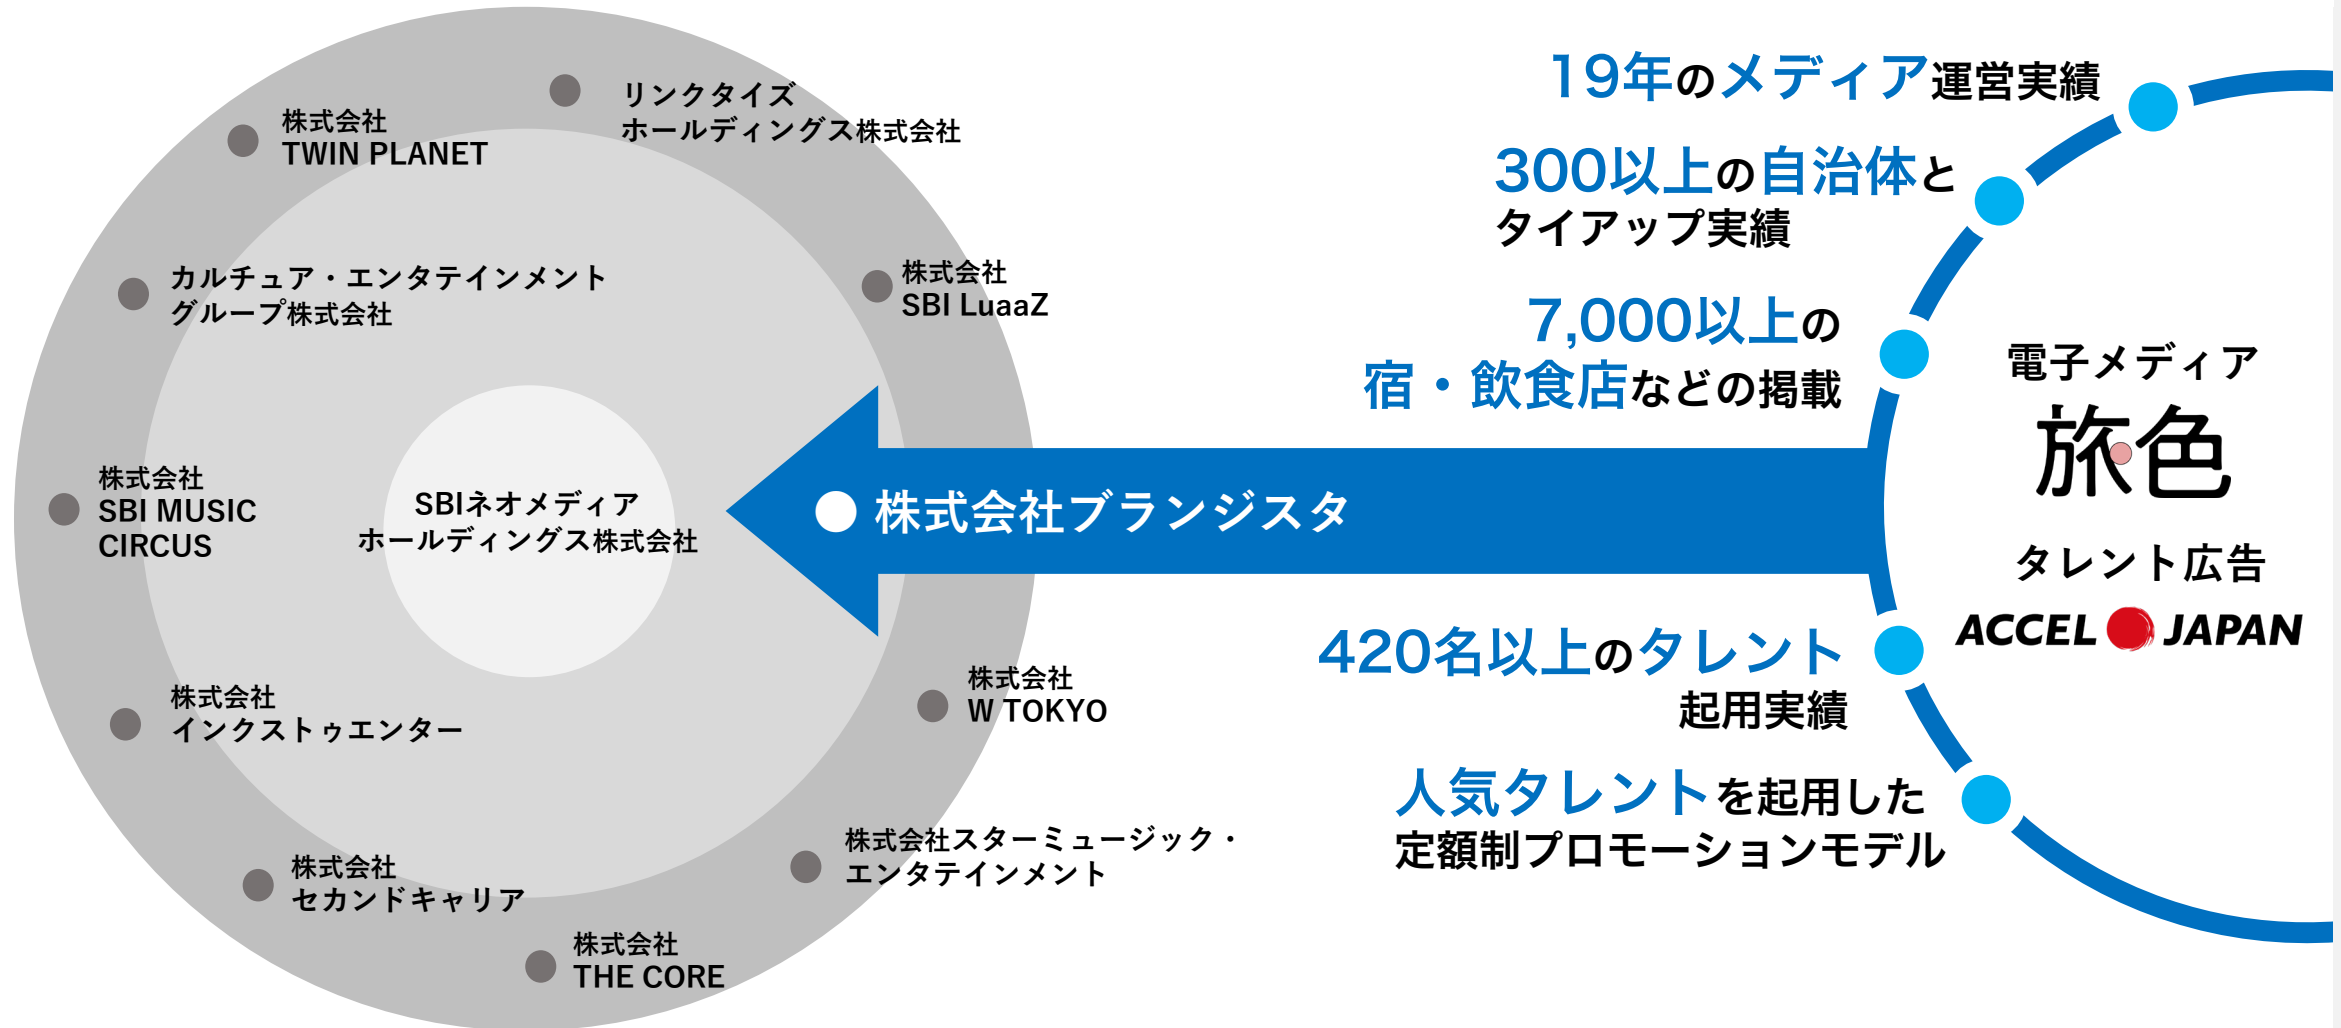 リンクタイズ
ホールディングス株式会社
株式会社
TWIN PLANET
カルチュア・エンタテインメント
グループ株式会社
株式会社
SBI LuaaZ
株式会社
SBI MUSIC
CIRCUS
SBIネオメディア
ホールディングス株式会社
株式会社ブランジスタ
株式会社
インクストゥエンター
株式会社
W TOKYO
株式会社
セカンドキャリア
株式会社スターミュージック・
エンタテインメント
株式会社
THE CORE
19年のメディア運営実績
300以上の自治体と
タイアップ実績
7,000以上の
宿・飲食店などの掲載
420名以上のタレント
起用実績
人気タレントを起用した
定額制プロモーションモデル
電子メディア
旅色
タレント広告
ACCEL JAPAN